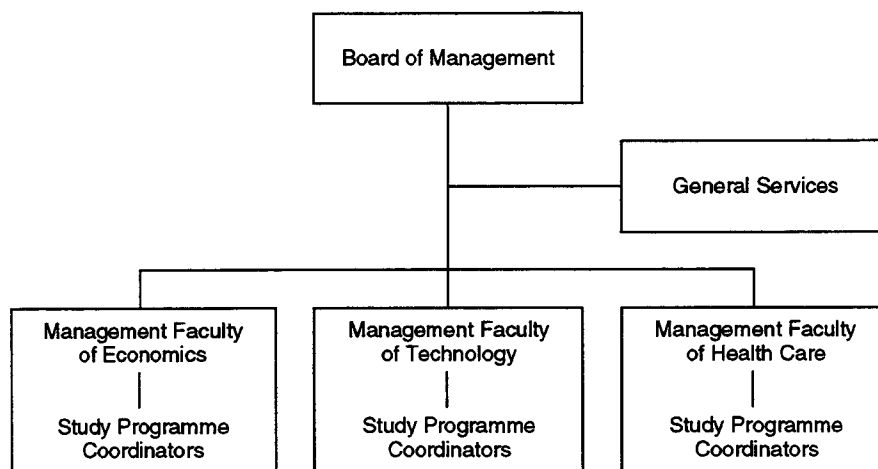 Board of Management
General Services
Management Faculty
of Economics
Study Programme
Coordinators
Management Faculty
of Technology
Study Programme
Coordinators
Management Faculty
of Health Care
Study Programme
Coordinators